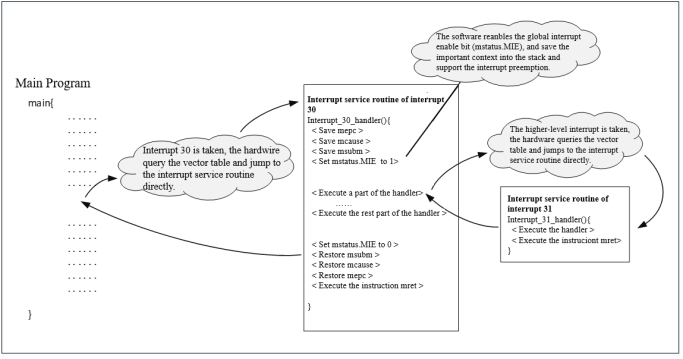 The software reanbles the global interrupt
enable bit (mstatus.MIE), and save the
important context into the stack and
support the interrupt preemption.
Main Program
main{
......
......
......
......
......
......
Interrupt 30 is taken, the hardwire
query the vector table and jump to
the interrupt service routine
directly.
......
......
......
......
......
......
}
Interrupt service routine of interrupt
30
Interrupt_30_handler(){
< Save mepc >
< Save mcause >
< Save msubm >
< Set mstatus.MIE to 1>
< Execute a part of the handler>
......
< Execute the rest part of the handler >
< Set mstatus.MIE to 0 >
< Restore msubm >
< Restore mcause >
< Restore mepc >
< Execute the instruction mret >
}
The higher-level interrupt is taken,
the hardware queries the vector
table and jumps to the interrupt
service routine directly.
Interrupt service routine of
interrupt 31
Interrupt_31_handler(){
< Execute the handler >
< Execute the instruciont mret>
}